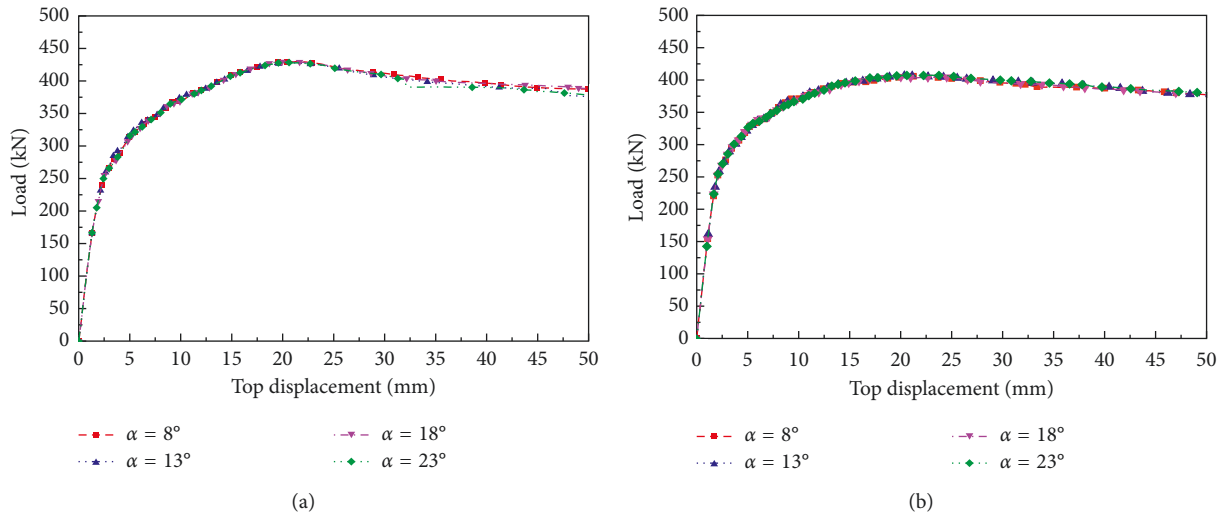 500
450
400
350
300
250
200
150
100
50
0
Load (kN)
0 5 10 15 20 25 30 35 40 45 50
Top displacement (mm)
α = 8° α = 18°
α = 13° α = 23°
(a)
500
450
400
350
300
250
200
150
100
50
0
Load (kN)
0 5 10 15 20 25 30 35 40 45 50
Top displacement (mm)
α = 8° α = 18°
α = 13° α = 23°
(b)